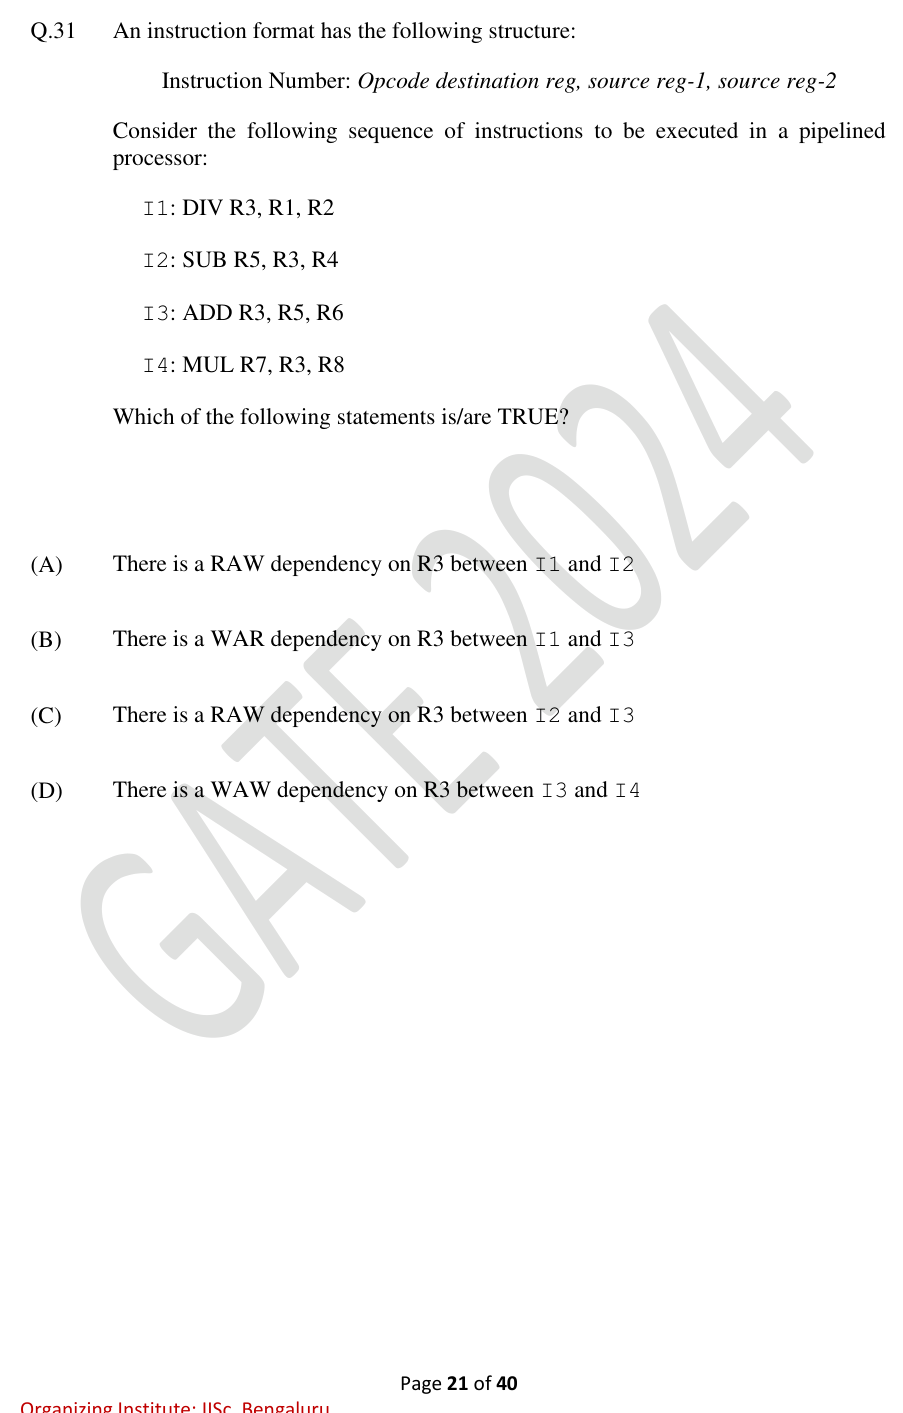 Q.31 An instruction format has the following structure:
Instruction Number: Opcode destination reg, source reg-1, source reg-2
Consider the following sequence of instructions to be executed in a pipelined
processor:
I1: DIV R3, R1, R2
I2: SUB R5, R3, R4
I3: ADD R3, R5, R6
I4: MUL R7, R3, R8
Which of the following statements is/are TRUE?
(A) There is a RAW dependency on R3 between I1 and I2
(B) There is a WAR dependency on R3 between I1 and I3
(C) There is a RAW dependency on R3 between I2 and I3
(D) There is a WAW dependency on R3 between I3 and I4
GATE 2024
Page 21 of 40
Organizing Institute: IISc, Bengaluru